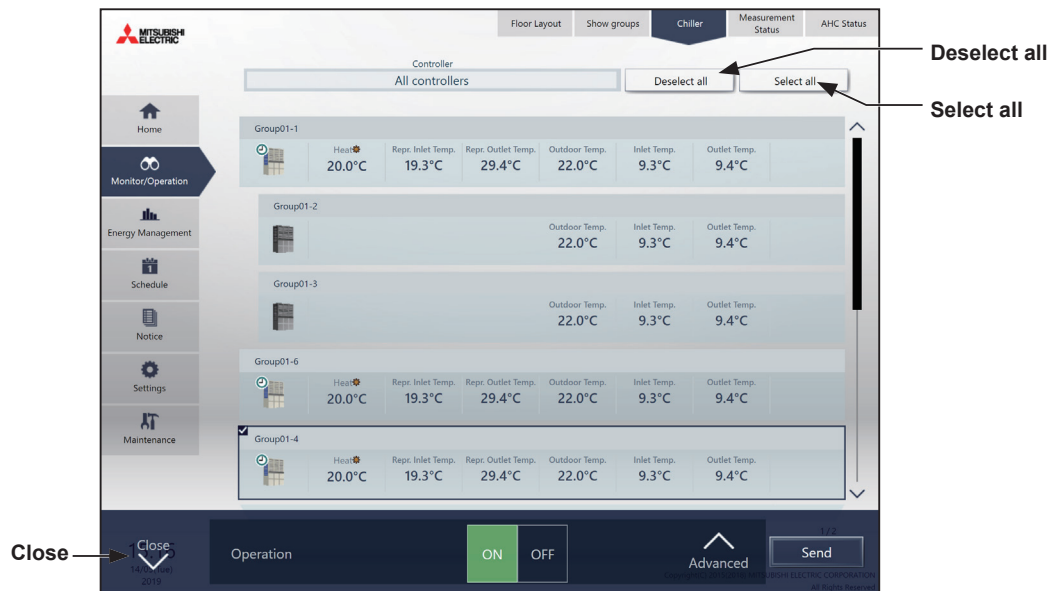 MITSUBISHI
ELECTRIC
Floor Layout
Show groups
Chiller
Measurement
Status
AHC Status
Deselect all
Select all
Controller
All controllers
Deselect all
Select all
Home
Monitor/Operation
Energy Management
1
Schedule
Notice
Settings
Maintenance
Group01-1
Heat Repr. Inlet Temp. Repr. Outlet Temp. Outdoor Temp. Inlet Temp. Outlet Temp.
20.0°C 19.3°C 29.4°C 22.0°C 9.3°C 9.4°C
Group01-2
Outdoor Temp. Inlet Temp. Outlet Temp.
22.0°C 9.3°C 9.4°C
Group01-3
Outdoor Temp. Inlet Temp. Outlet Temp.
22.0°C 9.3°C 9.4°C
Group01-6
Heat Repr. Inlet Temp. Repr. Outlet Temp. Outdoor Temp. Inlet Temp. Outlet Temp.
20.0°C 19.3°C 29.4°C 22.0°C 9.3°C 9.4°C
Group01-4
Heat Repr. Inlet Temp. Repr. Outlet Temp. Outdoor Temp. Inlet Temp. Outlet Temp.
20.0°C 19.3°C 29.4°C 22.0°C 9.3°C 9.4°C
Close
Close
2019
Operation
ON OFF
Advanced
1/2
Send
MITSUBISHI ELECTRIC CORPORATION
All Rights Reserved